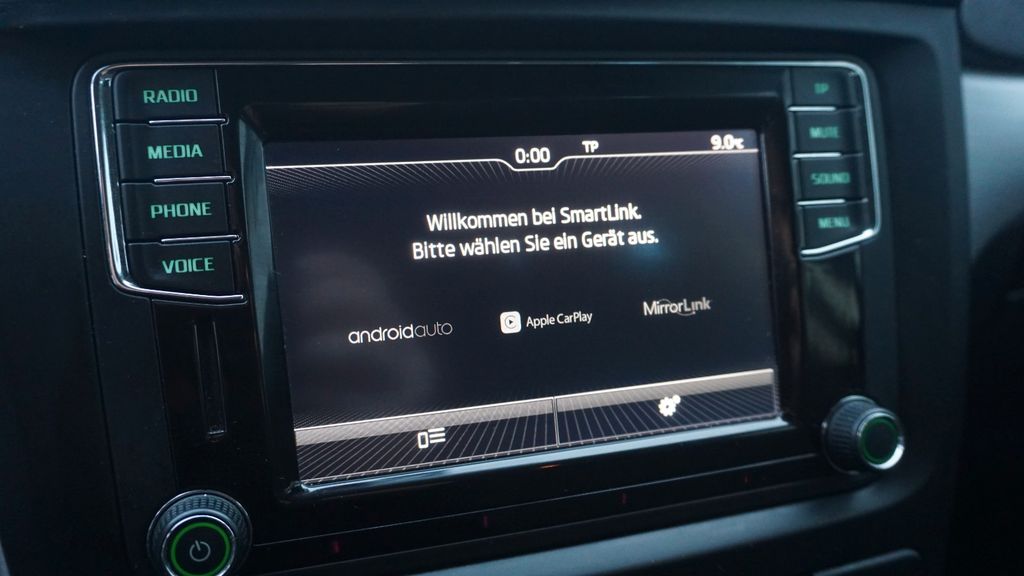 RADIO
MEDIA
PHONE
VOICE
0:00
TP
9.0°C
Willkommen bei SmartLink.
Bitte wählen Sie ein Gerät aus.
androidauto
Apple CarPlay
MirrorLink
TP
MUTE
SOUND
MENU